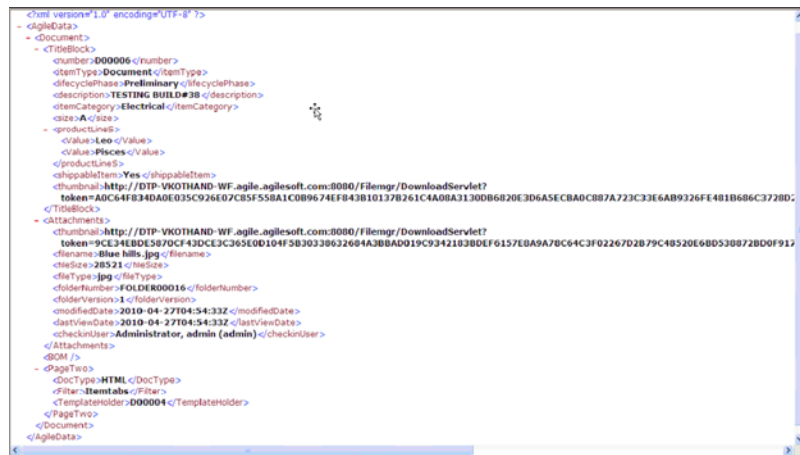 <?xml version="1.0" encoding="UTF-8" ?>
- <AgileData>
- <Document>
- <TitleBlock>
<number>D00006</number>
<itemType>Document</itemType>
<lifecyclePhase>Preliminary</lifecyclePhase>
<description>TESTING BUILD#38</description>
<itemCategory>Electrical</itemCategory>
<size>A</size>
- <productLineS>
<Value>Leo</Value>
<Value>Pisces</Value>
</productLineS>
<shippableItem>Yes</shippableItem>
<thumbnail>http://DTP-VKOTHAND-WF.agile.agilesoft.com:8080/Filemgr/DownloadServlet?
token=A0C64F834DA0E035C926E07C85F558A1C0B9674EF843B10137B261C4A08A3130DB6820E3D6A5ECBA0C887A723C33E6AB9326FE481B686C3728D2
</TitleBlock>
- <Attachments>
<thumbnail>http://DTP-VKOTHAND-WF.agile.agilesoft.com:8080/Filemgr/DownloadServlet?
token=9CE34EBDE5870CF43DCE3C365E0D104F5B30338632684A3BBAD019C9342183BDEF6157E8A9A78C64C3F02267D2B79C48520E6BD538872BD0F917
<filename>Blue hills.jpg</filename>
<fileSize>28521</fileSize>
<fileType>jpg</fileType>
<folderNumber>FOLDER00016</folderNumber>
<folderVersion>1</folderVersion>
<modifiedDate>2010-04-27T04:54:33Z</modifiedDate>
<lastViewDate>2010-04-27T04:54:33Z</lastViewDate>
<checkinUser>Administrator, admin (admin)</checkinUser>
</Attachments>
<BOM />
- <PageTwo>
<DocType>HTML</DocType>
<Filter>Itemtabs</Filter>
<TemplateHolder>D00004</TemplateHolder>
</PageTwo>
</Document>
</AgileData>